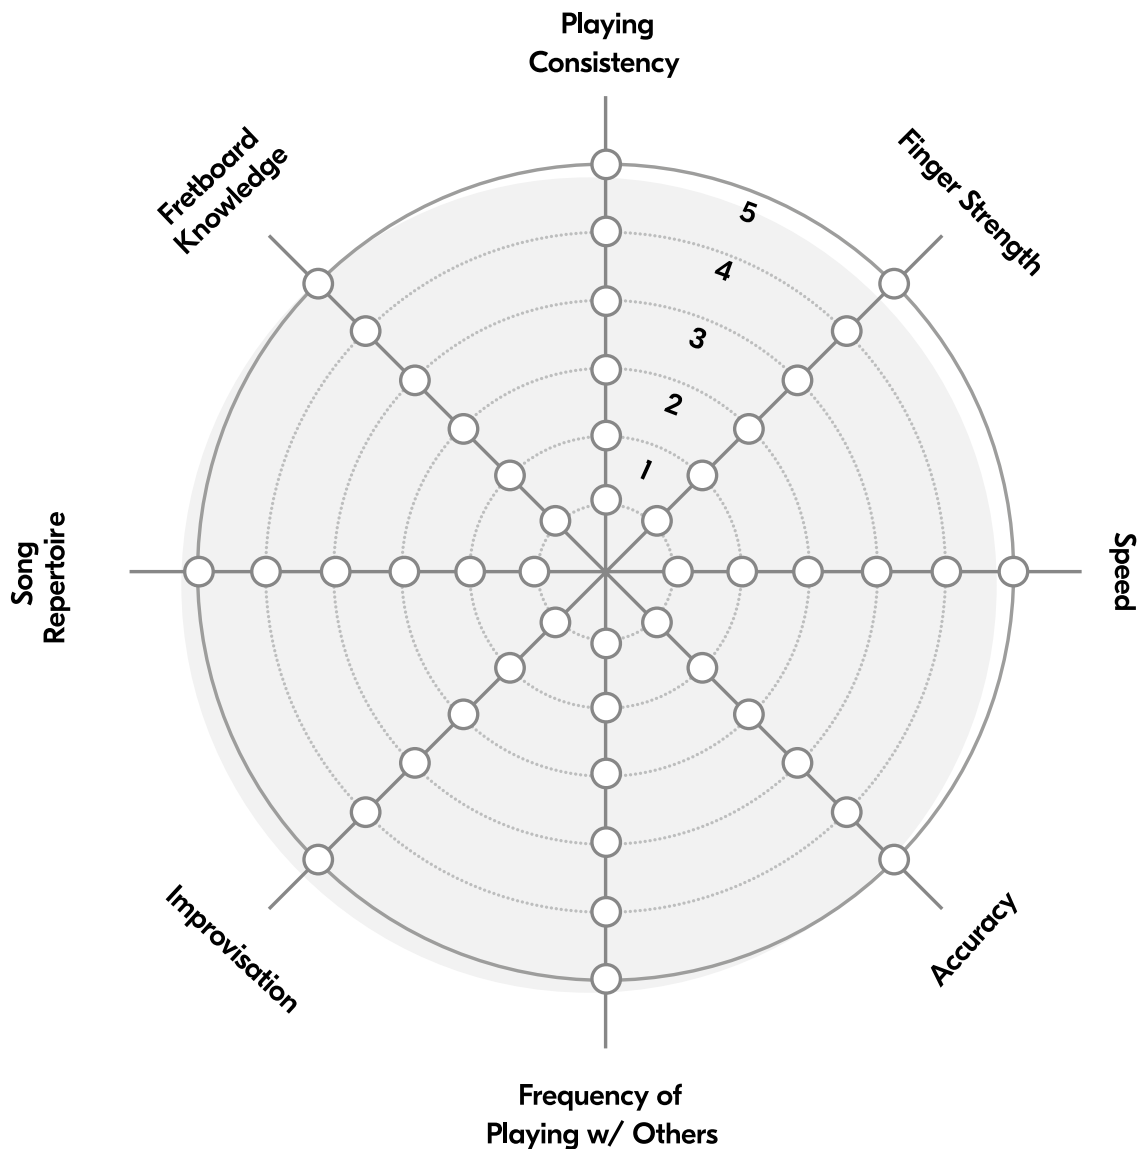 Playing
Consistency
Fretboard
Knowledge
Finger Strength
5
4
3
2
1
Song
Repertoire
Speed
Improvisation
Accuracy
Frequency of
Playing w/ Others